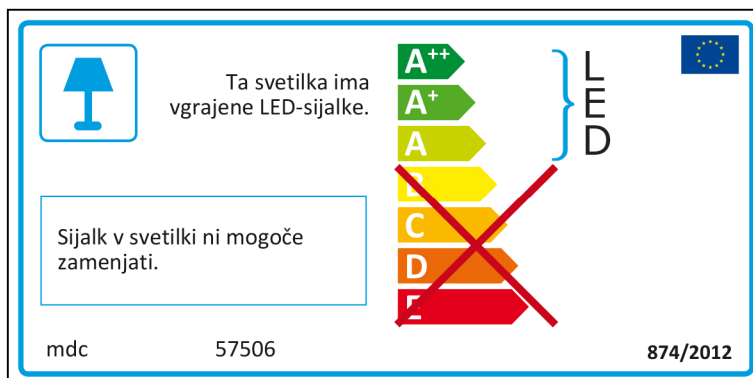 Ta svetilka ima
vgrajene LED-sijalke.
A++
A+
A
B
C
D
E
LED
Sijalk v svetilki ni mogoče
zamenjati.
mdc 57506
874/2012